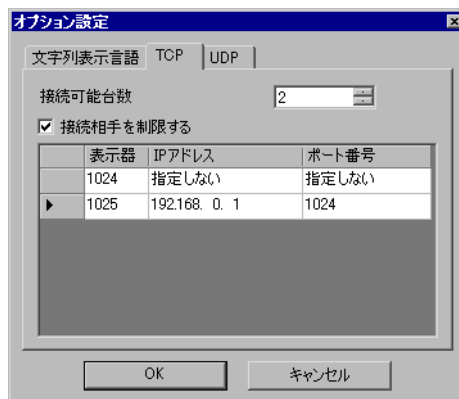 オプション設定
文字列表示言語 TCP UDP
接続可能台数 2
接続相手を制限する
表示器 IPアドレス ポート番号
1024 指定しない 指定しない
1025 192.168. 0. 1 1024
OK キャンセル